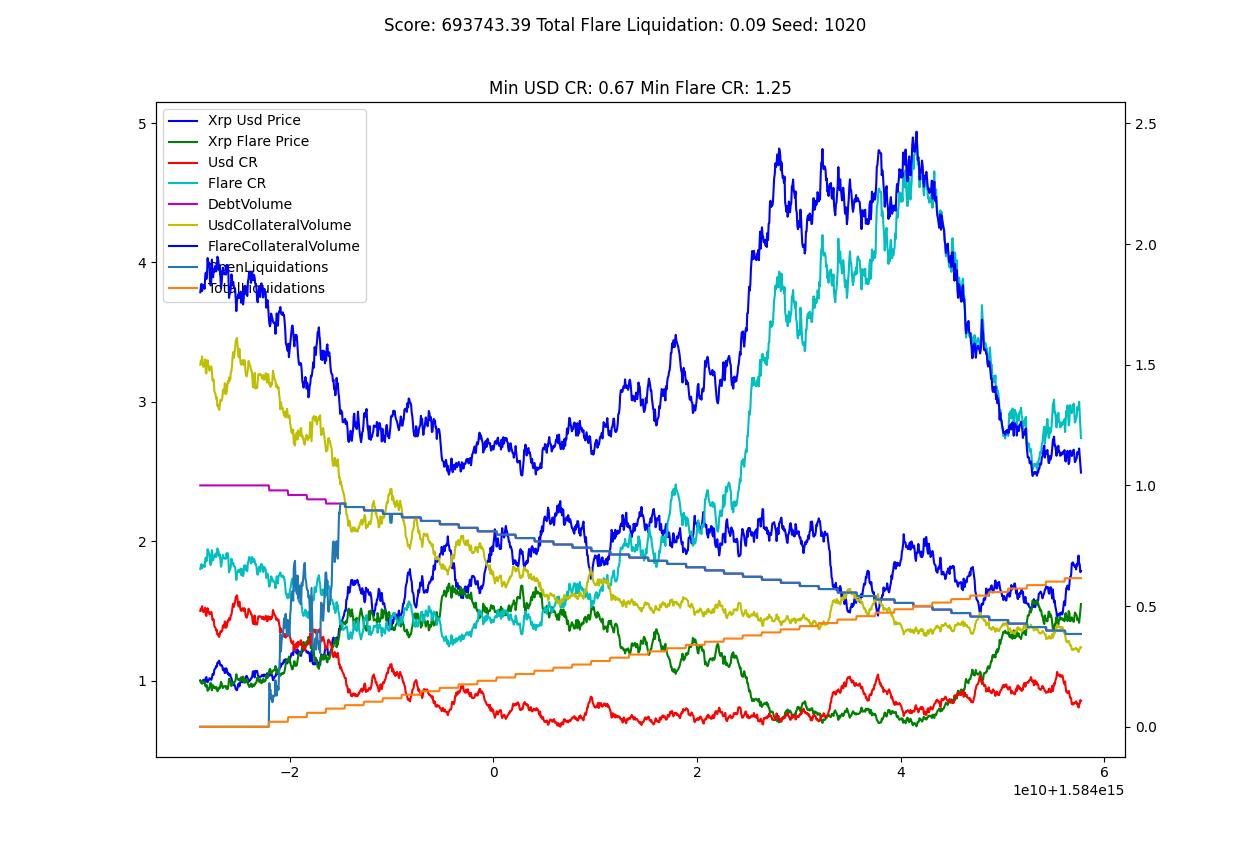 Score: 693743.39 Total Flare Liquidation: 0.09 Seed: 1020
Min USD CR: 0.67 Min Flare CR: 1.25
Xrp Usd Price
Xrp Flare Price
Usd CR
Flare CR
DebtVolume
UsdCollateralVolume
FlareCollateralVolume
OpenLiquidations
TotalLiquidations
5
4
3
2
1
2.5
2.0
1.5
1.0
0.5
0.0
−2
0
2
4
6
1e10+1.584e15